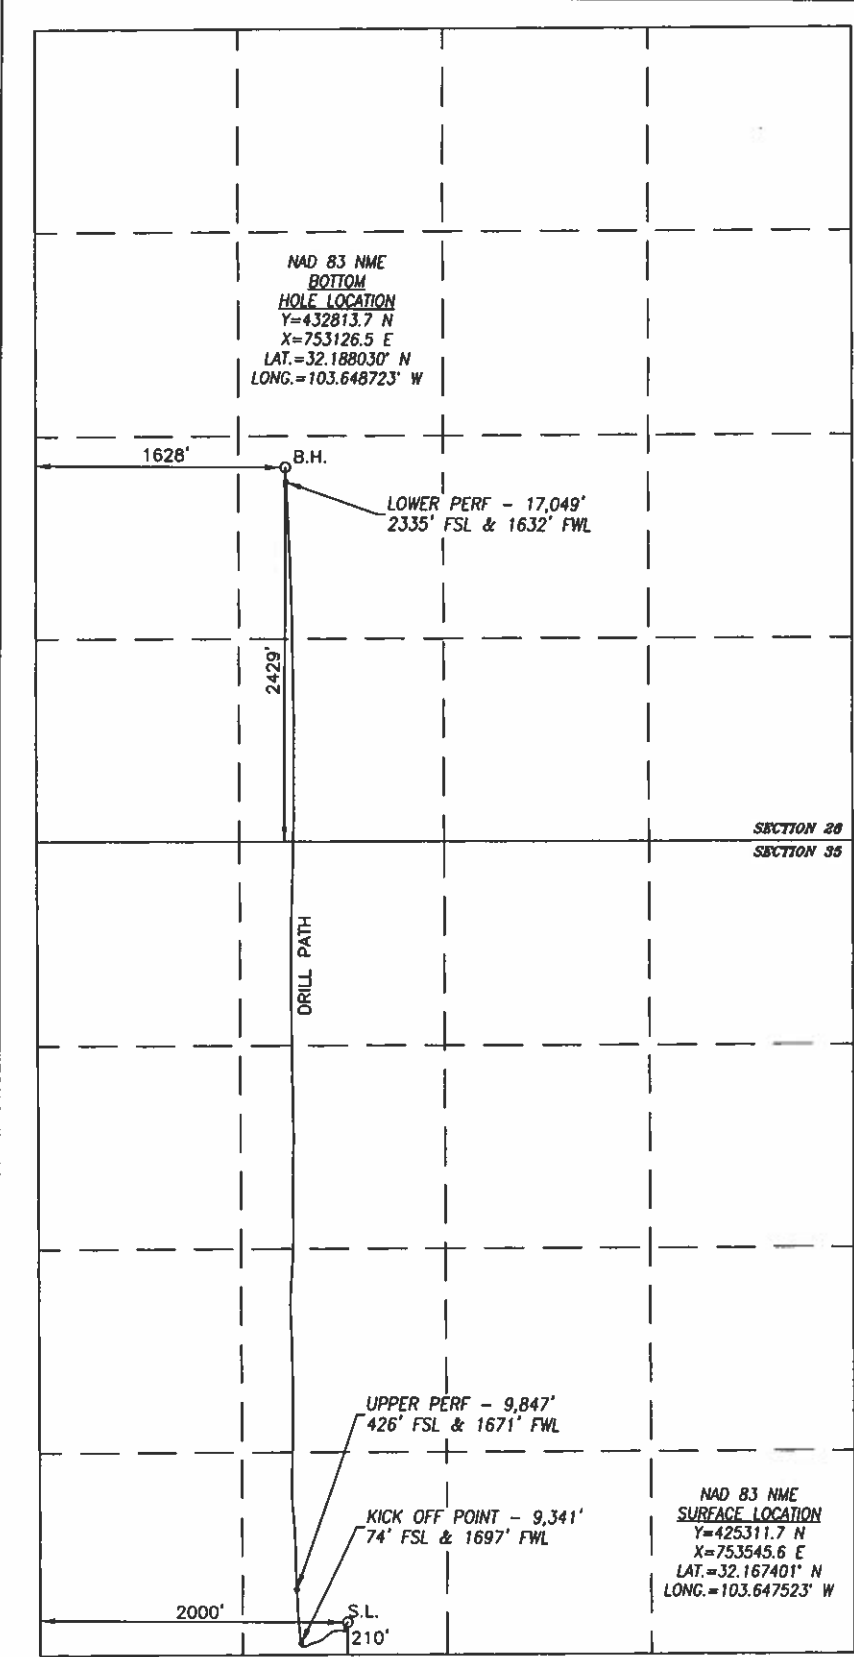 NAD 83 NME
BOTTOM
HOLE LOCATION
Y=432813.7 N
X=753126.5 E
LAT.=32.188030° N
LONG.=103.648723° W
1628'
B.H.
LOWER PERF - 17,049'
2335' FSL & 1632' FWL
2429'
SECTION 26
SECTION 35
DRILL PATH
UPPER PERF - 9,847'
426' FSL & 1671' FWL
KICK OFF POINT - 9,341'
74' FSL & 1697' FWL
NAD 83 NME
SURFACE LOCATION
Y=425311.7 N
X=753545.6 E
LAT.=32.167401° N
LONG.=103.647523° W
2000'
S.L.
210'